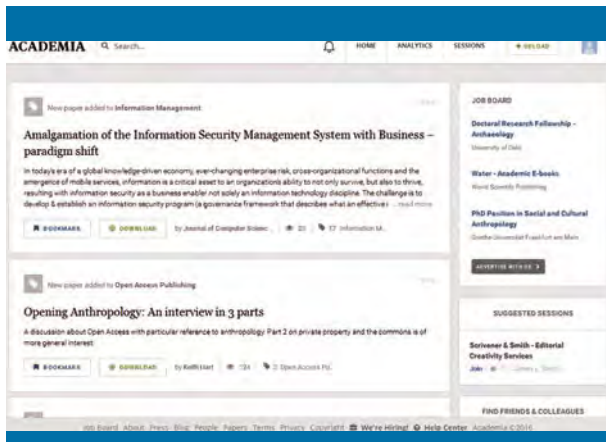 ACADEMIA Search... HOME ANALYTICS SESSIONS + UPLOAD
New paper added to Information Management
Amalgamation of the Information Security Management System with Business –
paradigm shift
In today's era of a global knowledge-driven economy, ever-changing enterprise risk, cross-organizational functions and the
emergence of mobile services, information is a critical asset to an organization's ability to not only survive, but also to thrive,
resulting with information security as a business enabler not solely an information technology discipline. The challenge is to
develop & establish an information security program (a governance framework that describes what an effective i ... read more
BOOKMARK DOWNLOAD by Journal of Computer Scienc... 17 Information M...
New paper added to Open Access Publishing
Opening Anthropology: An interview in 3 parts
A discussion about Open Access with particular reference to anthropology. Part 2 on private property and the commons is of
more general interest
BOOKMARK DOWNLOAD by Keith Hart 2 Open Access Pu...
JOB BOARD
Doctoral Research Fellowship -
Archaeology
University of Oslo
Water - Academic E-books
World Scientific Publishing
PhD Position in Social and Cultural
Anthropology
Goethe-Universität Frankfurt am Main
ADVERTISE WITH US
SUGGESTED SESSIONS
Scrivener & Smith - Editorial
Creativity Services
Join
FIND FRIENDS & COLLEAGUES
Job Board About Press Blog People Papers Terms Privacy Copyright We're Hiring! Help Center Academia ©2016